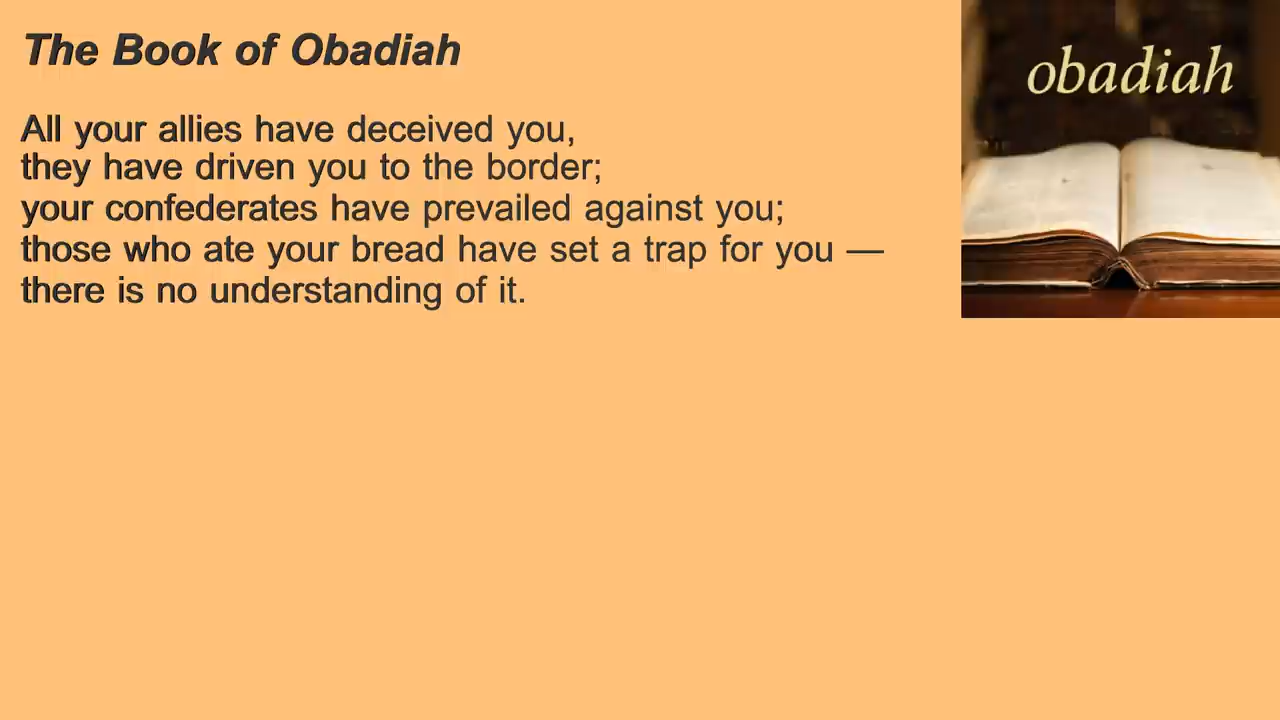 The Book of Obadiah
obadiah
All your allies have deceived you,
they have driven you to the border;
your confederates have prevailed against you;
those who ate your bread have set a trap for you —
there is no understanding of it.